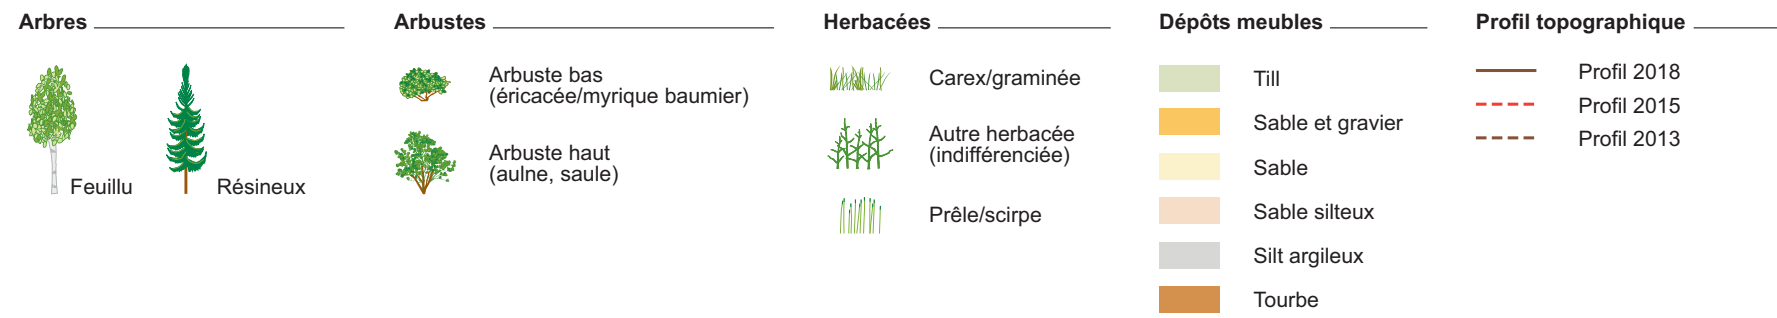 Arbres
Feuillu
Résineux
Arbustes
Arbuste bas
(éricacée/myrique baumier)
Arbuste haut
(aulne, saule)
Herbacées
Carex/graminée
Autre herbacée
(indifférenciée)
Prêle/scirpe
Dépôts meubles
Till
Sable et gravier
Sable
Sable silteux
Silt argileux
Tourbe
Profil topographique
Profil 2018
Profil 2015
Profil 2013